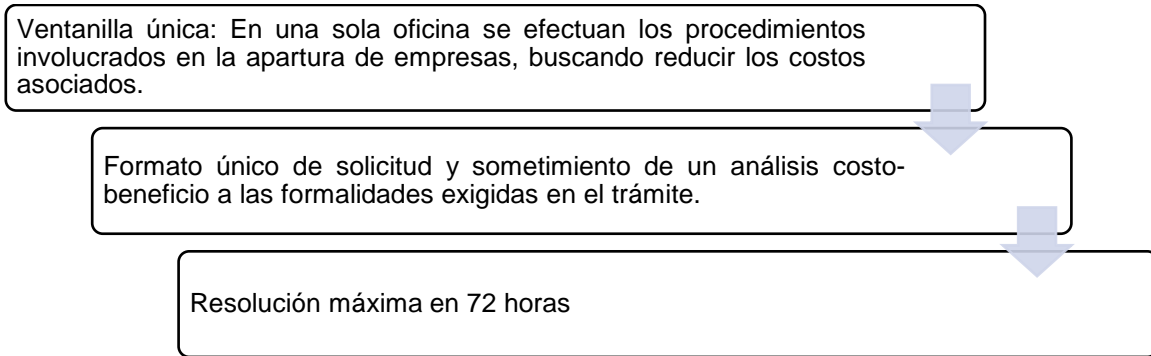 Ventanilla única: En una sola oficina se efectuan los procedimientos
involucrados en la apartura de empresas, buscando reducir los costos
asociados.
Formato único de solicitud y sometimiento de un análisis costo-
beneficio a las formalidades exigidas en el trámite.
Resolución máxima en 72 horas